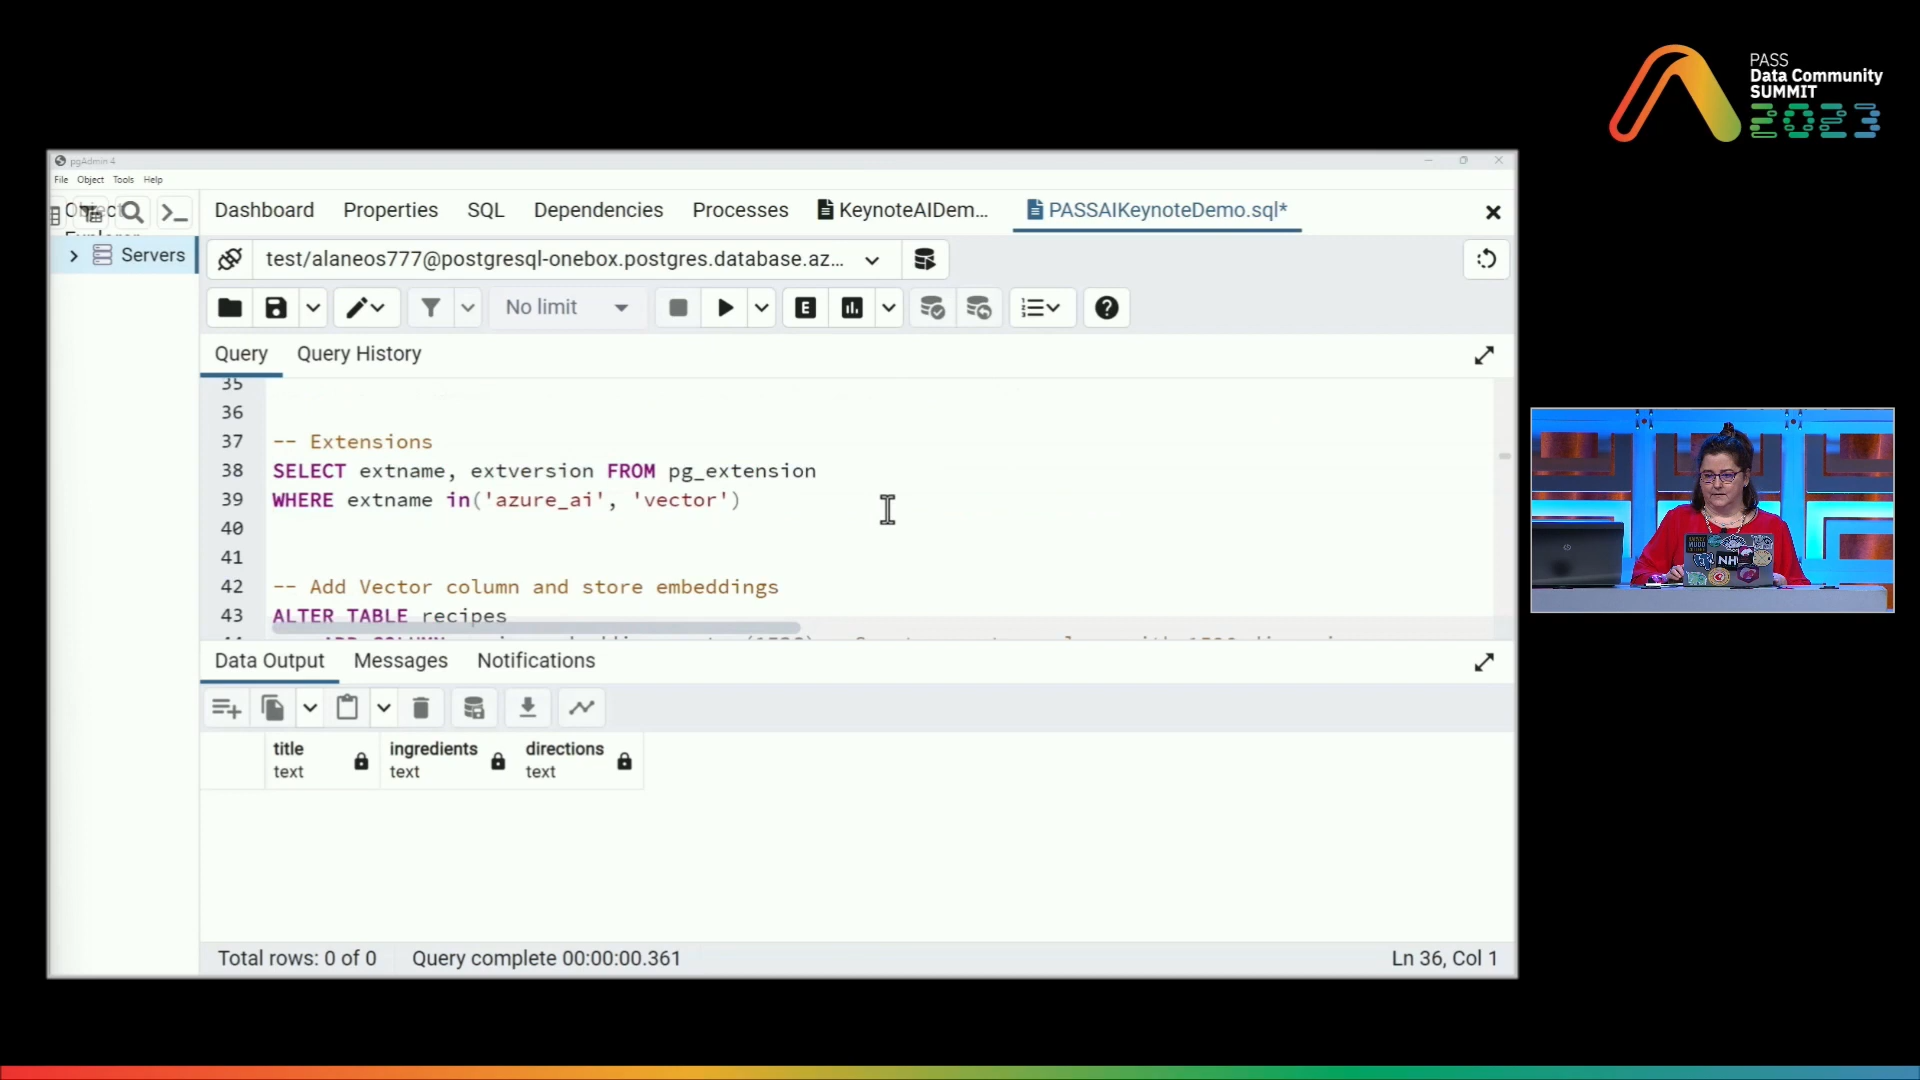 PASS
Data Community
SUMMIT
2023
pgAdmin 4
File Object Tools Help
Dashboard Properties SQL Dependencies Processes KeynoteAIDem... PASSAIKeynoteDemo.sql*
Servers
test/alaneos777@postgresql-onebox.postgres.database.az...
No limit
E
Query Query History
35
36
37 -- Extensions
38 SELECT extname, extversion FROM pg_extension
39 WHERE extname in('azure_ai', 'vector')
40
41
42 -- Add Vector column and store embeddings
43 ALTER TABLE recipes
Data Output Messages Notifications
title ingredients directions
text text text
Total rows: 0 of 0 Query complete 00:00:00.361 Ln 36, Col 1
NH